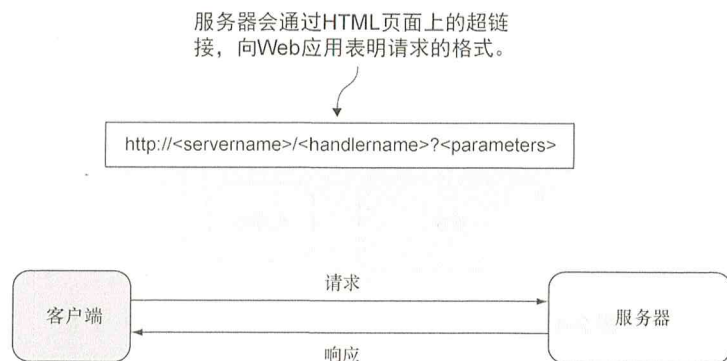 服务器会通过HTML页面上的超链
接，向Web应用表明请求的格式。
http://<servername>/<handlername>?<parameters>
请求
客户端
服务器
响应